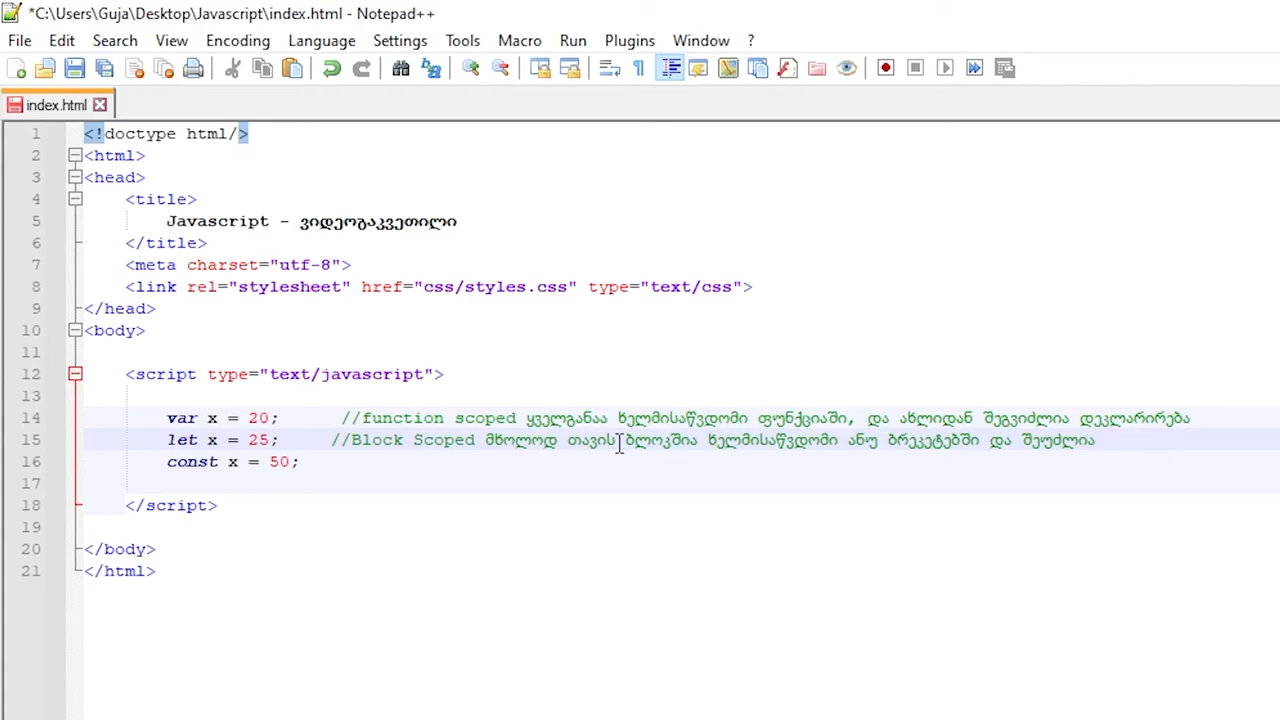 *C:\Users\Guja\Desktop\Javascript\index.html - Notepad++
File Edit Search View Encoding Language Settings Tools Macro Run Plugins Window ?
index.html
1 <!doctype html/>
2 <html>
3 <head>
4 <title>
5 Javascript - ვიდეოგაკვეთილი
6 </title>
7 <meta charset="utf-8">
8 <link rel="stylesheet" href="css/styles.css" type="text/css">
9 </head>
10 <body>
11
12 <script type="text/javascript">
13
14 var x = 20; //function scoped ყველგანაა ხელმისაწვდომი ფუნქციაში, და ახლიდან შეგვიძლია დეკლარირება
15 let x = 25; //Block Scoped მხოლოდ თავის ბლოკშია ხელმისაწვდომი ანუ ბრეკეტებში და შეუძლია
16 const x = 50;
17
18 </script>
19
20 </body>
21 </html>